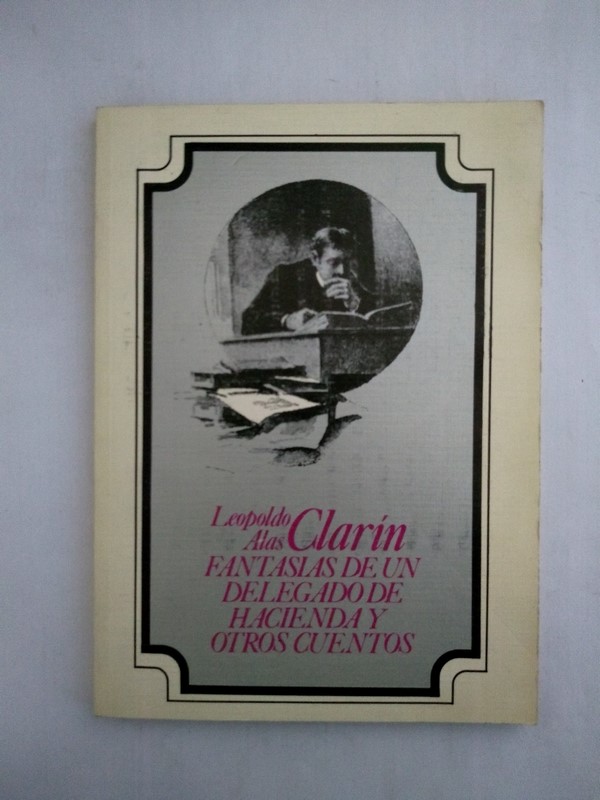 Leopoldo
Alas Clarín
FANTASIAS DE UN
DELEGADO DE
HACIENDA Y
OTROS CUENTOS